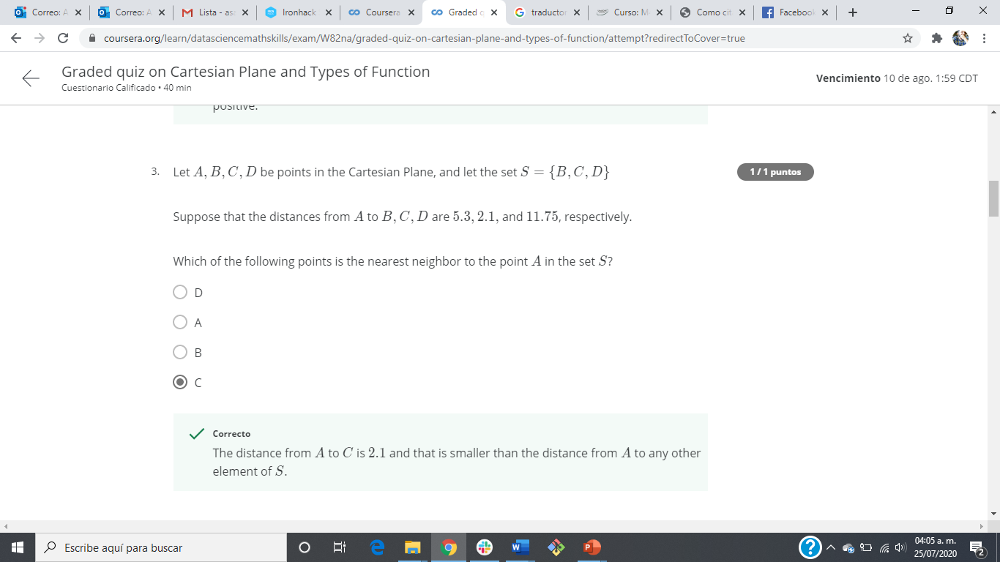 Correo: A
Correo: A
Lista - as
Ironhack
Coursera
Graded q
traductor
Curso: M
Como cit
Facebook
coursera.org/learn/datasciencemathskills/exam/W82na/graded-quiz-on-cartesian-plane-and-types-of-function/attempt?redirectToCover=true
Graded quiz on Cartesian Plane and Types of Function
Cuestionario Calificado • 40 min
Vencimiento 10 de ago. 1:59 CDT
positive.
3. Let A, B, C, D be points in the Cartesian Plane, and let the set S = {B, C, D}
1 / 1 puntos
Suppose that the distances from A to B, C, D are 5.3, 2.1, and 11.75, respectively.
Which of the following points is the nearest neighbor to the point A in the set S?
D
A
B
C
Correcto
The distance from A to C is 2.1 and that is smaller than the distance from A to any other
element of S.
Escribe aquí para buscar
04:05 a. m.
25/07/2020
2